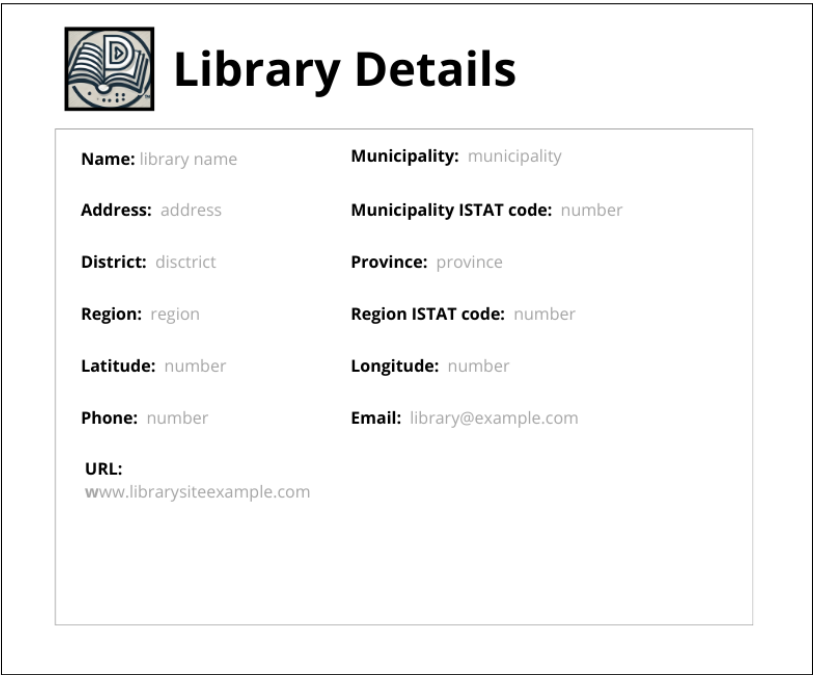 D
Library Details
Name: library name
Municipality: municipality
Address: address
Municipality ISTAT code: number
District: disctrict
Province: province
Region: region
Region ISTAT code: number
Latitude: number
Longitude: number
Phone: number
Email: library@example.com
URL:
www.librarysiteexample.com